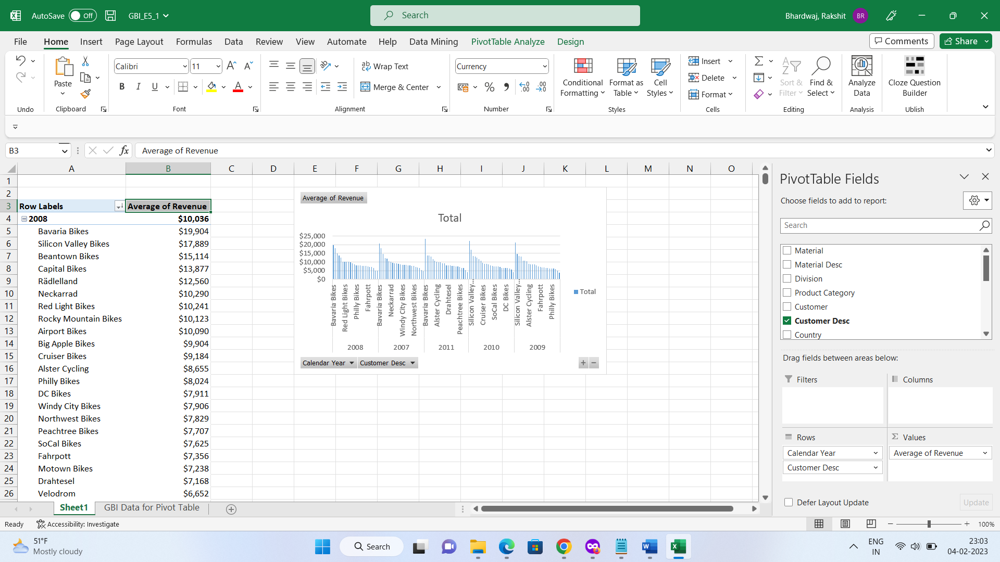 AutoSave Off GBI_E5_1 Search Bhardwaj, Rakshit BR
File Home Insert Page Layout Formulas Data Review View Automate Help Data Mining PivotTable Analyze Design Comments Share
Paste Calibri 11 Wrap Text Currency
B I U Merge & Center
Conditional Formatting Format as Table Cell Styles Insert Delete Format Sort & Filter Find & Select Analyze Data Cloze Question Builder
Undo Clipboard Font Alignment Number Styles Cells Editing Analysis Ublish
B3 fx Average of Revenue
A B C D E F G H I J K L M N O
1
2
3 Row Labels Average of Revenue
4 2008 $10,036
5 Bavaria Bikes $19,904
6 Silicon Valley Bikes $17,889
7 Beantown Bikes $15,114
8 Capital Bikes $13,877
9 Rädlelland $12,560
10 Neckarrad $10,290
11 Red Light Bikes $10,241
12 Rocky Mountain Bikes $10,123
13 Airport Bikes $10,090
14 Big Apple Bikes $9,904
15 Cruiser Bikes $9,184
16 Alster Cycling $8,655
17 Philly Bikes $8,024
18 DC Bikes $7,911
19 Windy City Bikes $7,906
20 Northwest Bikes $7,829
21 Peachtree Bikes $7,707
22 SoCal Bikes $7,625
23 Fahrpott $7,356
24 Motown Bikes $7,238
25 Drahtesel $7,168
26 Velodrom $6,652
Average of Revenue
Total
$25,000
$20,000
$15,000
$10,000
$5,000
$0
Bavaria Bikes
Red Light Bikes
Philly Bikes
Fahrpott
Bavaria Bikes
Neckarrad
Windy City Bikes
Northwest Bikes
Bavaria Bikes
Alster Cycling
Drahtesel
Peachtree Bikes
Silicon Valley...
Cruiser Bikes
SoCal Bikes
DC Bikes
Silicon Valley...
Alster Cycling
Fahrpott
Philly Bikes
2008 2007 2011 2010 2009
Total
Calendar Year Customer Desc + −
PivotTable Fields
Choose fields to add to report:
Search
Material
Material Desc
Division
Product Category
Customer
Customer Desc
Country
Drag fields between areas below:
Filters Columns
Rows Σ Values
Calendar Year Average of Revenue
Customer Desc
Defer Layout Update Update
Sheet1 GBI Data for Pivot Table
Ready Accessibility: Investigate 100%
51°F
Mostly cloudy
Search
ENG
IN
23:03
04-02-2023